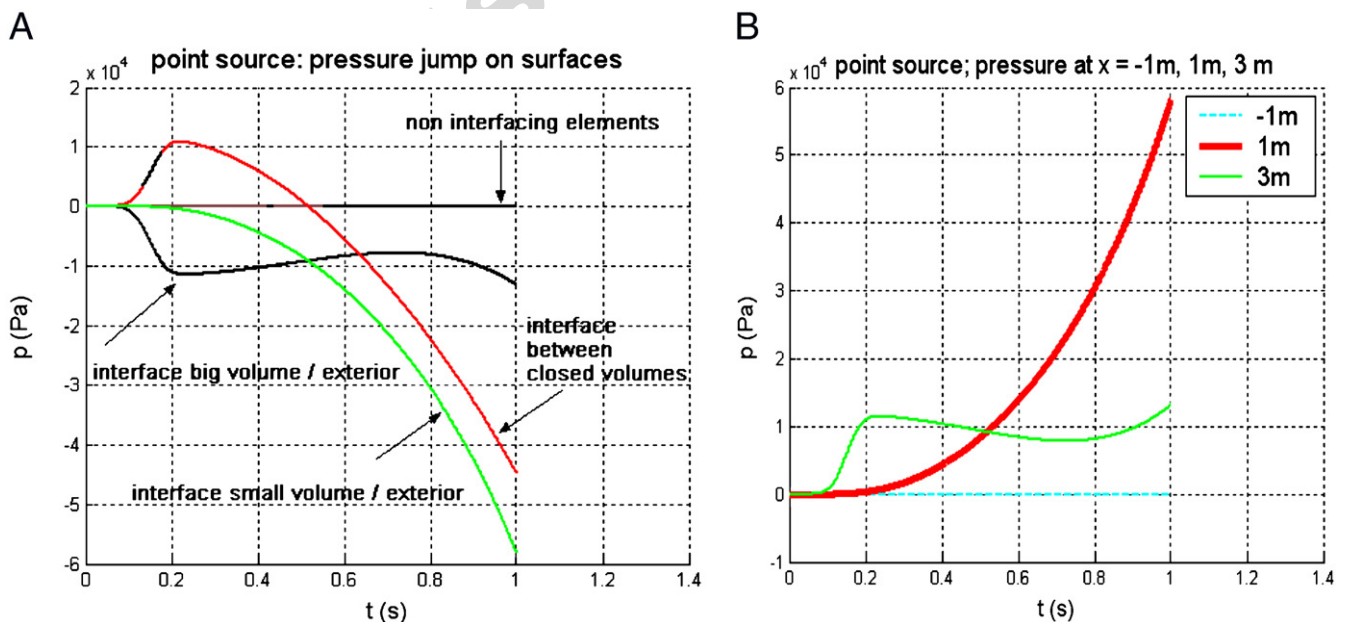 A
point source: pressure jump on surfaces
x 10^4
2
1
0
-1
-2
-3
-4
-5
-6
p (Pa)
non interfacing elements
interface big volume / exterior
interface
between
closed volumes
interface small volume / exterior
0 0.2 0.4 0.6 0.8 1 1.2 1.4
t (s)
B
x 10^4 point source; pressure at x = -1m, 1m, 3 m
6
5
4
3
2
1
0
-1
p (Pa)
-1m
1m
3m
0 0.2 0.4 0.6 0.8 1 1.2 1.4
t (s)